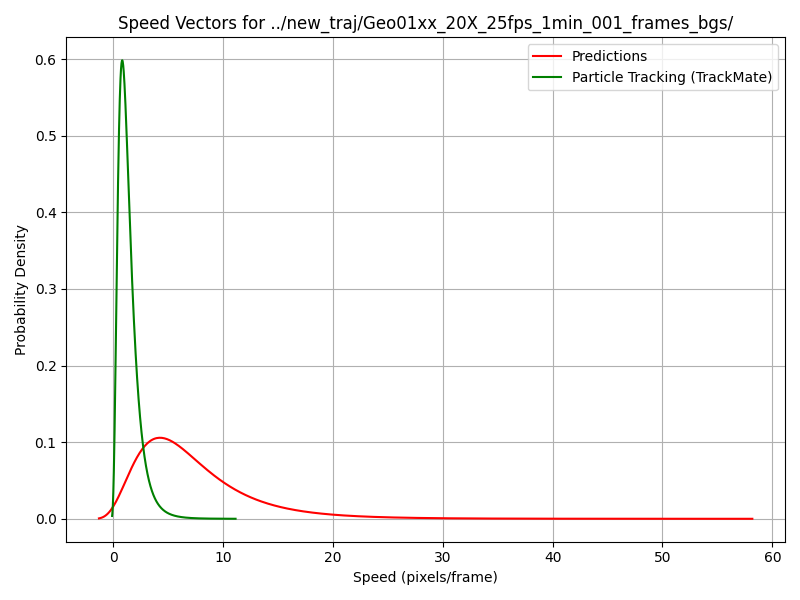 Speed Vectors for ../new_traj/Geo01xx_20X_25fps_1min_001_frames_bgs/
Predictions
Particle Tracking (TrackMate)
Probability Density
0.6
0.5
0.4
0.3
0.2
0.1
0.0
0 10 20 30 40 50 60
Speed (pixels/frame)